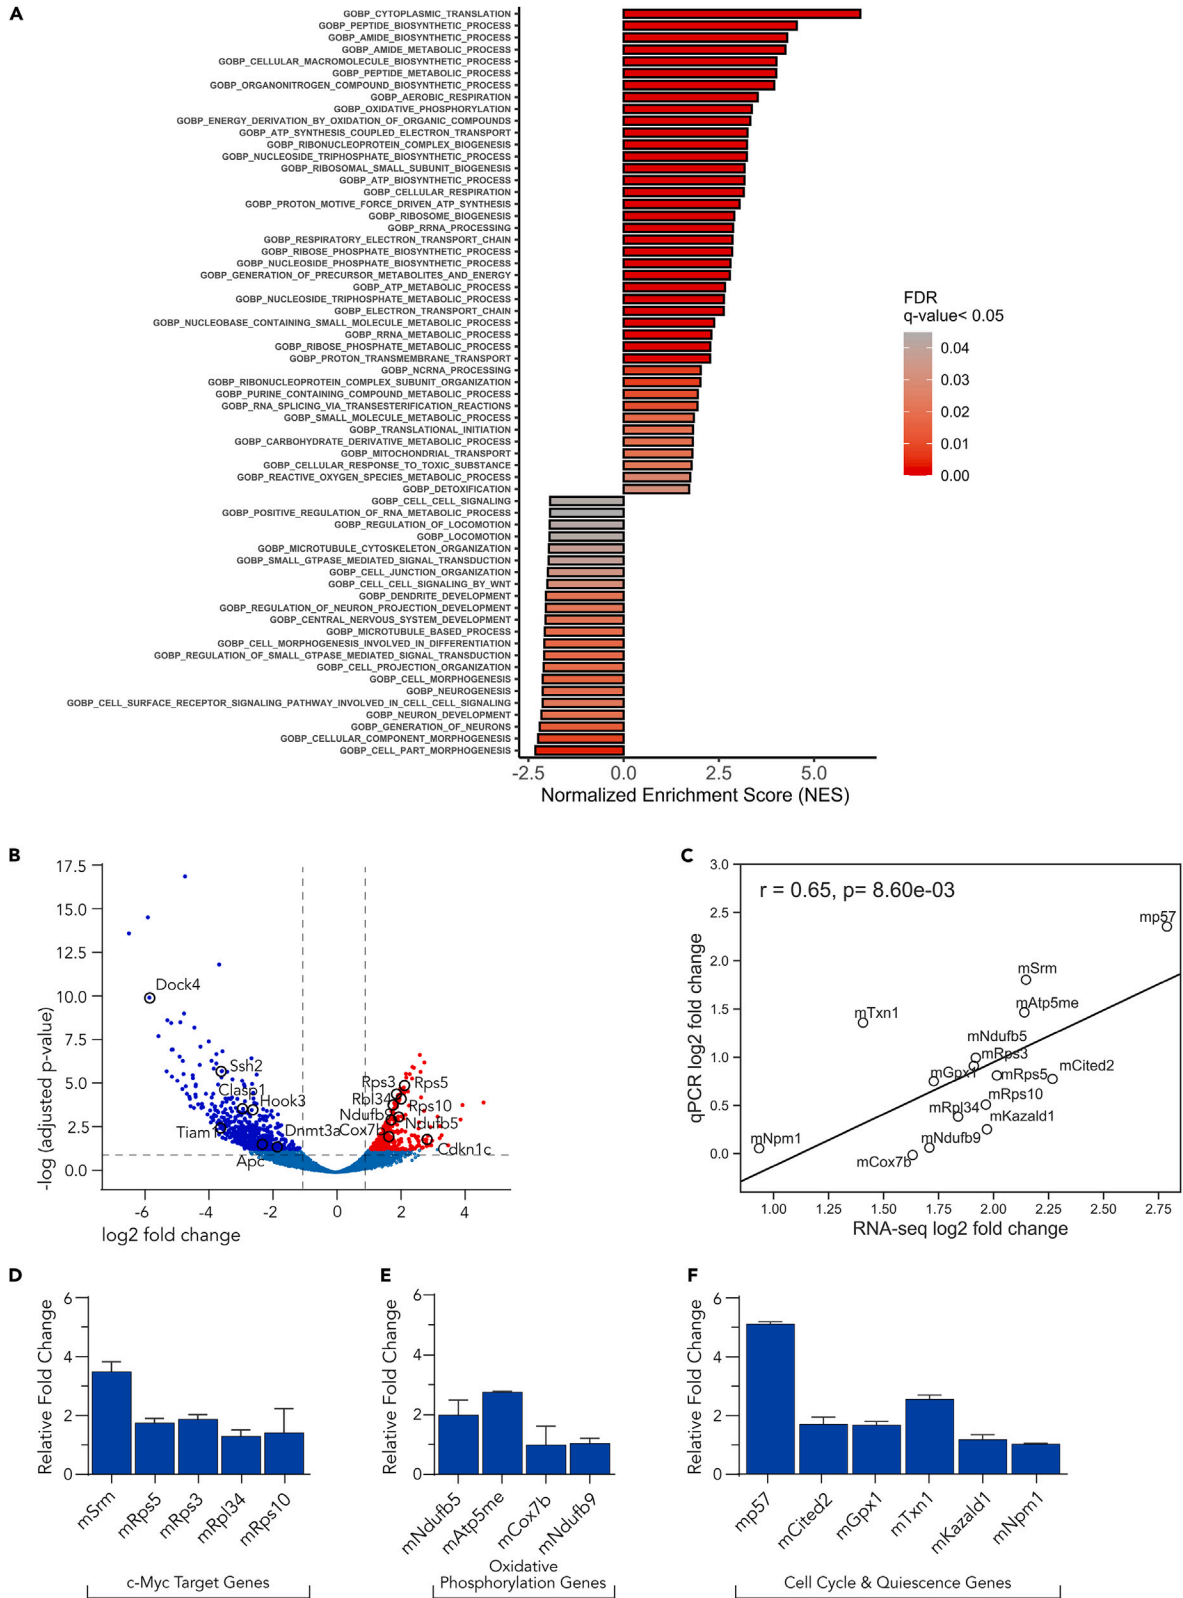 A
GOBP_CYTOPLASMIC_TRANSLATION
GOBP_PEPTIDE_BIOSYNTHETIC_PROCESS
GOBP_AMIDE_BIOSYNTHETIC_PROCESS
GOBP_AMIDE_METABOLIC_PROCESS
GOBP_CELLULAR_MACROMOLECULE_BIOSYNTHETIC_PROCESS
GOBP_PEPTIDE_METABOLIC_PROCESS
GOBP_ORGANONITROGEN_COMPOUND_BIOSYNTHETIC_PROCESS
GOBP_AEROBIC_RESPIRATION
GOBP_OXIDATIVE_PHOSPHORYLATION
GOBP_ENERGY_DERIVATION_BY_OXIDATION_OF_ORGANIC_COMPOUNDS
GOBP_ATP_SYNTHESIS_COUPLED_ELECTRON_TRANSPORT
GOBP_RIBONUCLEOPROTEIN_COMPLEX_BIOGENESIS
GOBP_NUCLEOSIDE_TRIPHOSPHATE_BIOSYNTHETIC_PROCESS
GOBP_RIBOSOMAL_SMALL_SUBUNIT_BIOGENESIS
GOBP_ATP_BIOSYNTHETIC_PROCESS
GOBP_CELLULAR_RESPIRATION
GOBP_PROTON_MOTIVE_FORCE_DRIVEN_ATP_SYNTHESIS
GOBP_RIBOSOME_BIOGENESIS
GOBP_RRNA_PROCESSING
GOBP_RESPIRATORY_ELECTRON_TRANSPORT_CHAIN
GOBP_RIBOSE_PHOSPHATE_BIOSYNTHETIC_PROCESS
GOBP_NUCLEOSIDE_PHOSPHATE_BIOSYNTHETIC_PROCESS
GOBP_GENERATION_OF_PRECURSOR_METABOLITES_AND_ENERGY
GOBP_ATP_METABOLIC_PROCESS
GOBP_NUCLEOSIDE_TRIPHOSPHATE_METABOLIC_PROCESS
GOBP_ELECTRON_TRANSPORT_CHAIN
GOBP_NUCLEOBASE_CONTAINING_SMALL_MOLECULE_METABOLIC_PROCESS
GOBP_RRNA_METABOLIC_PROCESS
GOBP_RIBOSE_PHOSPHATE_METABOLIC_PROCESS
GOBP_PROTON_TRANSMEMBRANE_TRANSPORT
GOBP_NCRNA_PROCESSING
GOBP_RIBONUCLEOPROTEIN_COMPLEX_SUBUNIT_ORGANIZATION
GOBP_PURINE_CONTAINING_COMPOUND_METABOLIC_PROCESS
GOBP_RNA_SPLICING_VIA_TRANSESTERIFICATION_REACTIONS
GOBP_SMALL_MOLECULE_METABOLIC_PROCESS
GOBP_TRANSLATIONAL_INITIATION
GOBP_CARBOHYDRATE_DERIVATIVE_METABOLIC_PROCESS
GOBP_MITOCHONDRIAL_TRANSPORT
GOBP_CELLULAR_RESPONSE_TO_TOXIC_SUBSTANCE
GOBP_REACTIVE_OXYGEN_SPECIES_METABOLIC_PROCESS
GOBP_DETOXIFICATION
GOBP_CELL_CELL_SIGNALING
GOBP_POSITIVE_REGULATION_OF_RNA_METABOLIC_PROCESS
GOBP_REGULATION_OF_LOCOMOTION
GOBP_LOCOMOTION
GOBP_MICROTUBULE_CYTOSKELETON_ORGANIZATION
GOBP_SMALL_GTPASE_MEDIATED_SIGNAL_TRANSDUCTION
GOBP_CELL_JUNCTION_ORGANIZATION
GOBP_CELL_CELL_SIGNALING_BY_WNT
GOBP_DENDRITE_DEVELOPMENT
GOBP_REGULATION_OF_NEURON_PROJECTION_DEVELOPMENT
GOBP_CENTRAL_NERVOUS_SYSTEM_DEVELOPMENT
GOBP_MICROTUBULE_BASED_PROCESS
GOBP_CELL_MORPHOGENESIS_INVOLVED_IN_DIFFERENTIATION
GOBP_REGULATION_OF_SMALL_GTPASE_MEDIATED_SIGNAL_TRANSDUCTION
GOBP_CELL_PROJECTION_ORGANIZATION
GOBP_CELL_MORPHOGENESIS
GOBP_NEUROGENESIS
GOBP_CELL_SURFACE_RECEPTOR_SIGNALING_PATHWAY_INVOLVED_IN_CELL_CELL_SIGNALING
GOBP_NEURON_DEVELOPMENT
GOBP_GENERATION_OF_NEURONS
GOBP_CELLULAR_COMPONENT_MORPHOGENESIS
GOBP_CELL_PART_MORPHOGENESIS
-2.5 0.0 2.5 5.0
Normalized Enrichment Score (NES)
FDR
q-value< 0.05
0.04
0.03
0.02
0.01
0.00
B
17.5
15.0
12.5
10.0
7.5
5.0
2.5
0.0
-log (adjusted p-value)
Dock4
Ssh2
Clasp1
Hook3
Tiam1
Dnmt3a
Apc
Rps3
Rps5
Rbl34
Rps10
Ndufb9
Ndufb5
Cox7b
Cdkn1c
-6 -4 -2 0 2 4
log2 fold change
C
3.0
2.5
2.0
1.5
1.0
0.5
0.0
qPCR log2 fold change
r = 0.65, p= 8.60e-03
mp57
mSrm
mAtp5me
mTxn1
mNdufb5
mRps3
mCited2
mGpx1
mRps5
mRps10
mRpl34
mKazald1
mNdufb9
mNpm1
mCox7b
1.00 1.25 1.50 1.75 2.00 2.25 2.50 2.75
RNA-seq log2 fold change
D
Relative Fold Change
6
4
2
0
mSrm
mRps5
mRps3
mRpl34
mRps10
c-Myc Target Genes
E
Relative Fold Change
6
4
2
0
mNdufb5
mAtp5me
mCox7b
mNdufb9
Oxidative
Phosphorylation Genes
F
Relative Fold Change
6
4
2
0
mp57
mCited2
mGpx1
mTxn1
mKazald1
mNpm1
Cell Cycle & Quiescence Genes